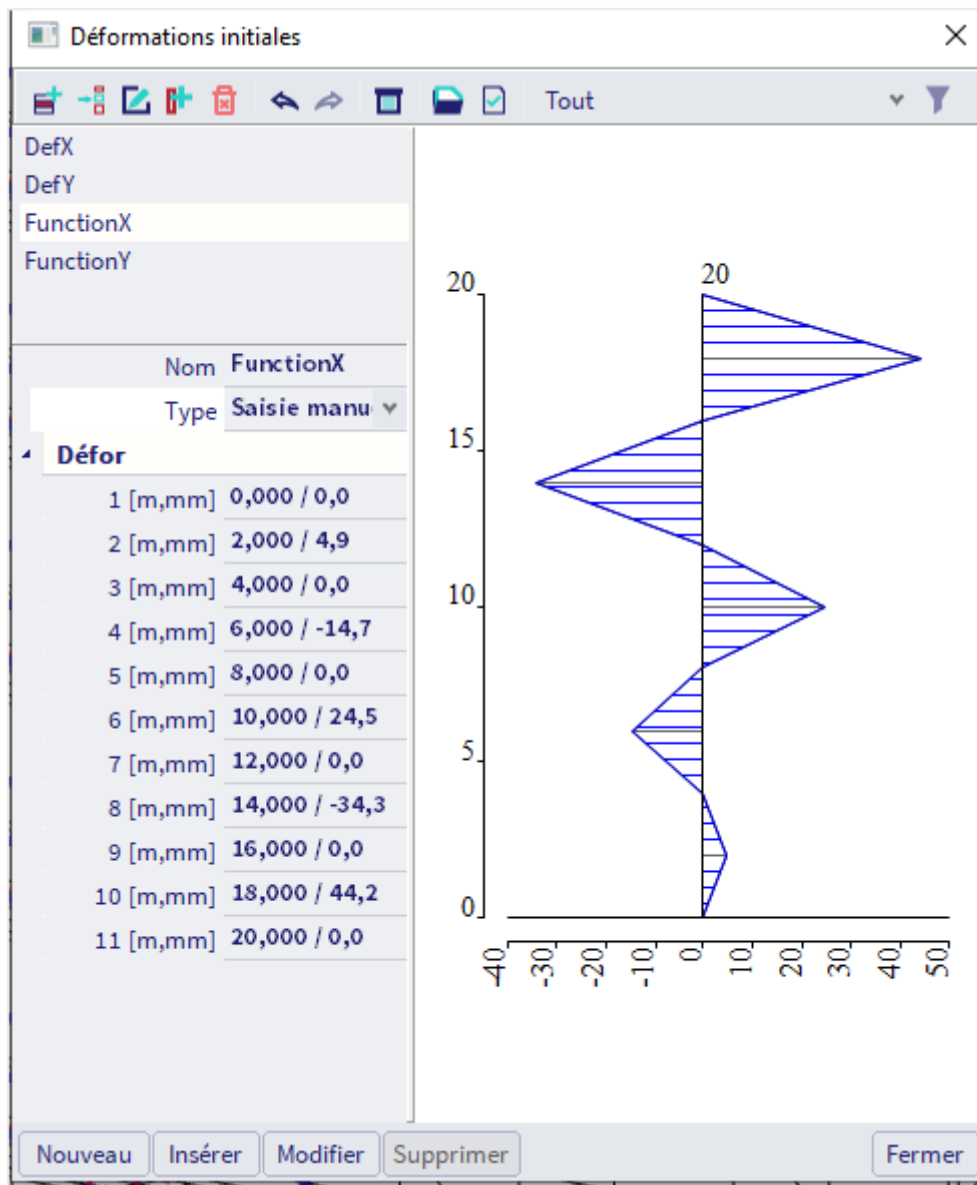 Déformations initiales
Tout
DefX
DefY
FunctionX
FunctionY
Nom FunctionX
Type Saisie manu
Défor
1 [m,mm] 0,000 / 0,0
2 [m,mm] 2,000 / 4,9
3 [m,mm] 4,000 / 0,0
4 [m,mm] 6,000 / -14,7
5 [m,mm] 8,000 / 0,0
6 [m,mm] 10,000 / 24,5
7 [m,mm] 12,000 / 0,0
8 [m,mm] 14,000 / -34,3
9 [m,mm] 16,000 / 0,0
10 [m,mm] 18,000 / 44,2
11 [m,mm] 20,000 / 0,0
20
20
15
10
5
0
-40 -30 -20 -10 0 10 20 30 40 50
Nouveau Insérer Modifier Supprimer Fermer